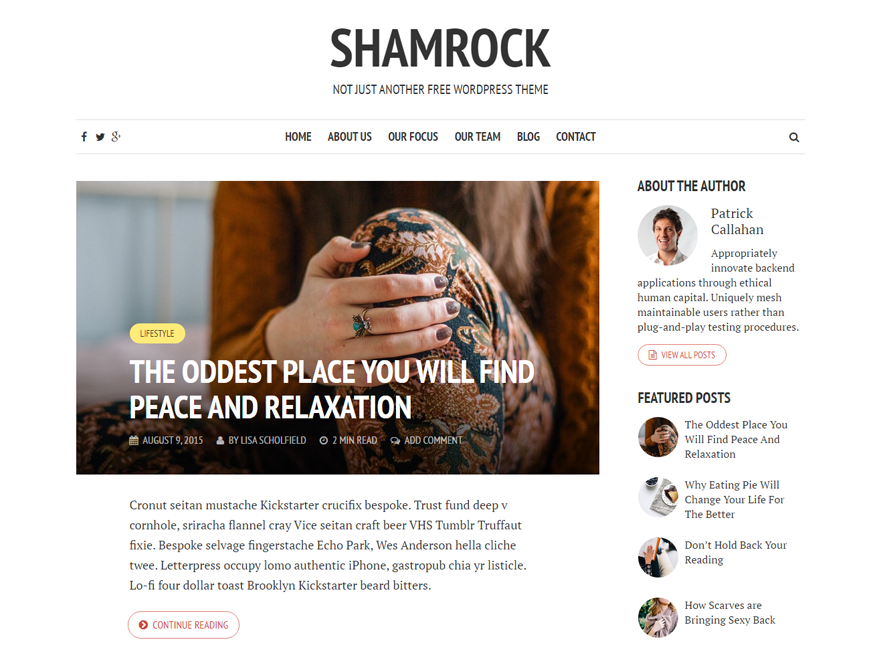 SHAMROCK
NOT JUST ANOTHER FREE WORDPRESS THEME
HOME ABOUT US OUR FOCUS OUR TEAM BLOG CONTACT
LIFESTYLE
THE ODDEST PLACE YOU WILL FIND
PEACE AND RELAXATION
AUGUST 9, 2015 BY LISA SCHOLFIELD 2 MIN READ ADD COMMENT
Cronut seitan mustache Kickstarter crucifix bespoke. Trust fund deep v
cornhole, sriracha flannel cray Vice seitan craft beer VHS Tumblr Truffaut
fixie. Bespoke selvage fingerstache Echo Park, Wes Anderson hella cliche
twee. Letterpress occupy lomo authentic iPhone, gastropub chia yr listicle.
Lo-fi four dollar toast Brooklyn Kickstarter beard bitters.
CONTINUE READING
ABOUT THE AUTHOR
Patrick
Callahan
Appropriately
innovate backend
applications through ethical
human capital. Uniquely mesh
maintainable users rather than
plug-and-play testing procedures.
VIEW ALL POSTS
FEATURED POSTS
The Oddest Place You
Will Find Peace And
Relaxation
Why Eating Pie Will
Change Your Life For
The Better
Don't Hold Back Your
Reading
How Scarves are
Bringing Sexy Back